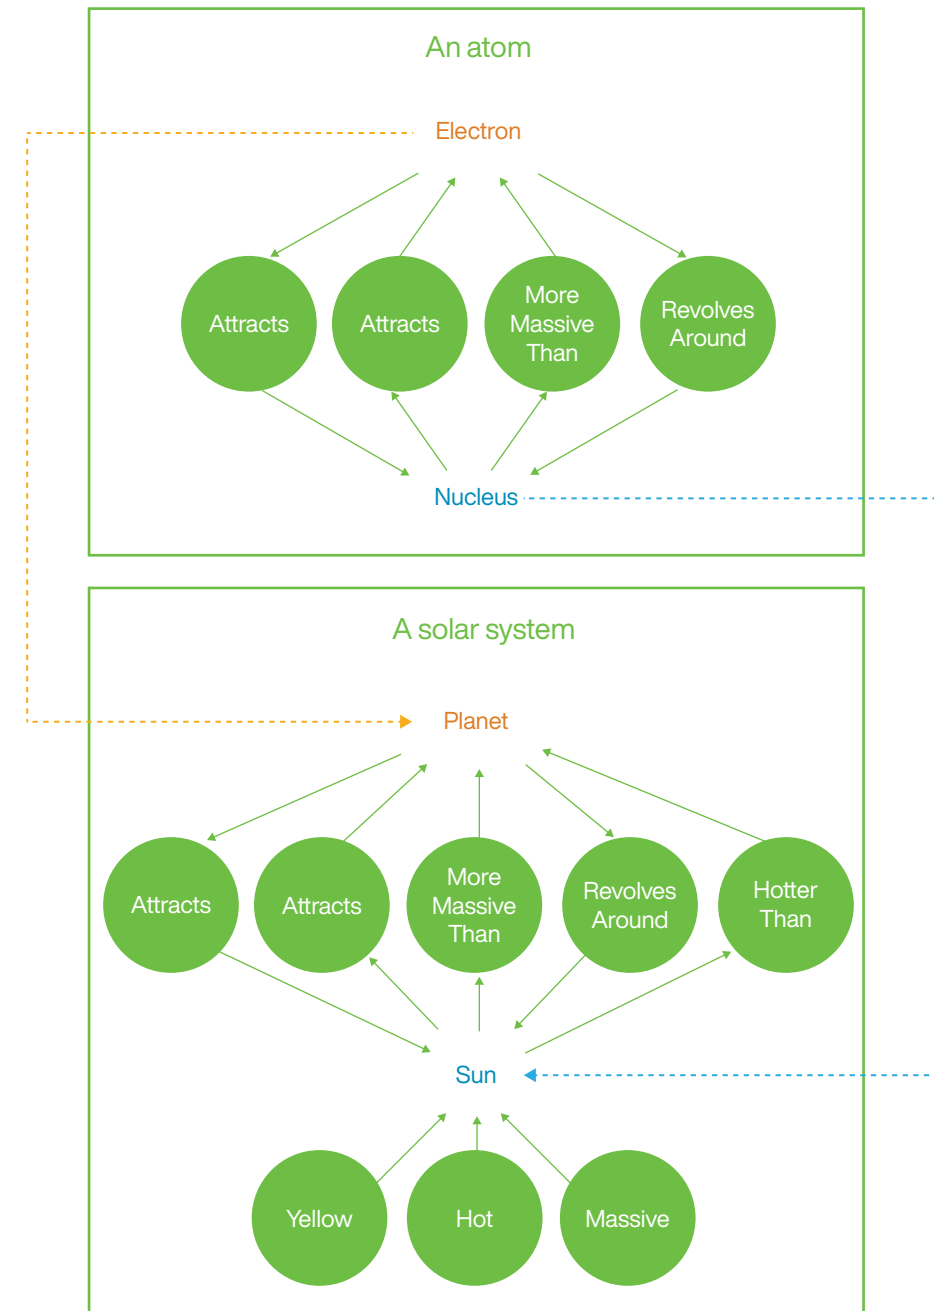 An atom
Electron
Attracts
Attracts
More
Massive
Than
Revolves
Around
Nucleus
A solar system
Planet
Attracts
Attracts
More
Massive
Than
Revolves
Around
Hotter
Than
Sun
Yellow
Hot
Massive